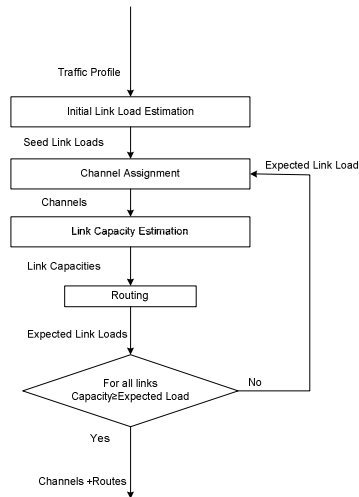 Traffic Profile
Initial Link Load Estimation
Seed Link Loads
Expected Link Load
Channel Assignment
Channels
Link Capacity Estimation
Link Capacities
Routing
Expected Link Loads
For all links
Capacity≥Expected Load
No
Yes
Channels +Routes